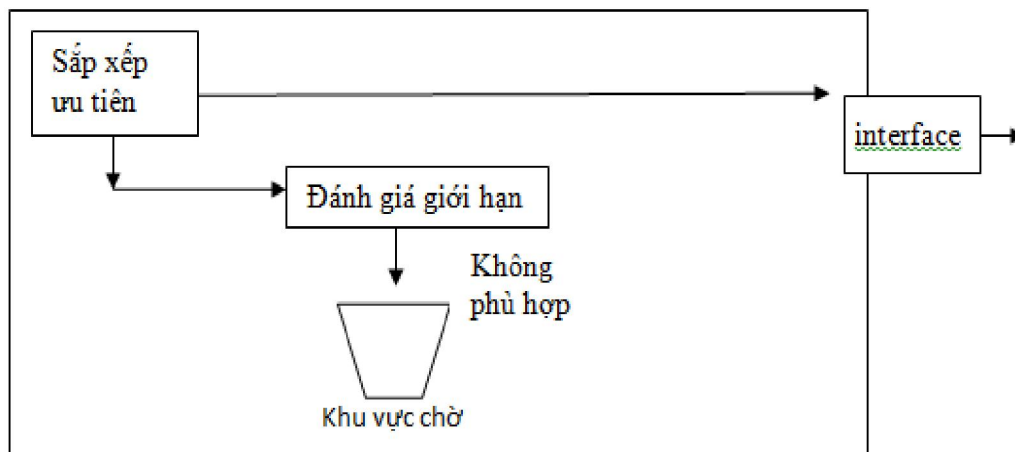 Sắp xếp
ưu tiên
interface
Đánh giá giới hạn
Không
phù hợp
Khu vực chờ